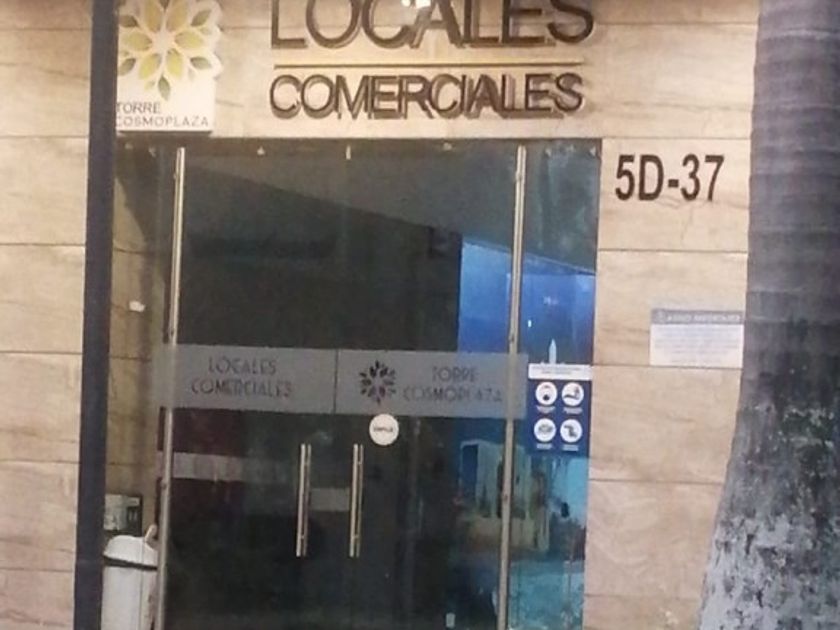 LOCALES
COMERCIALES
TORRE
COSMOPLAZA
5D-37
LOCALES
COMERCIALES
TORRE
COSMOPLAZA